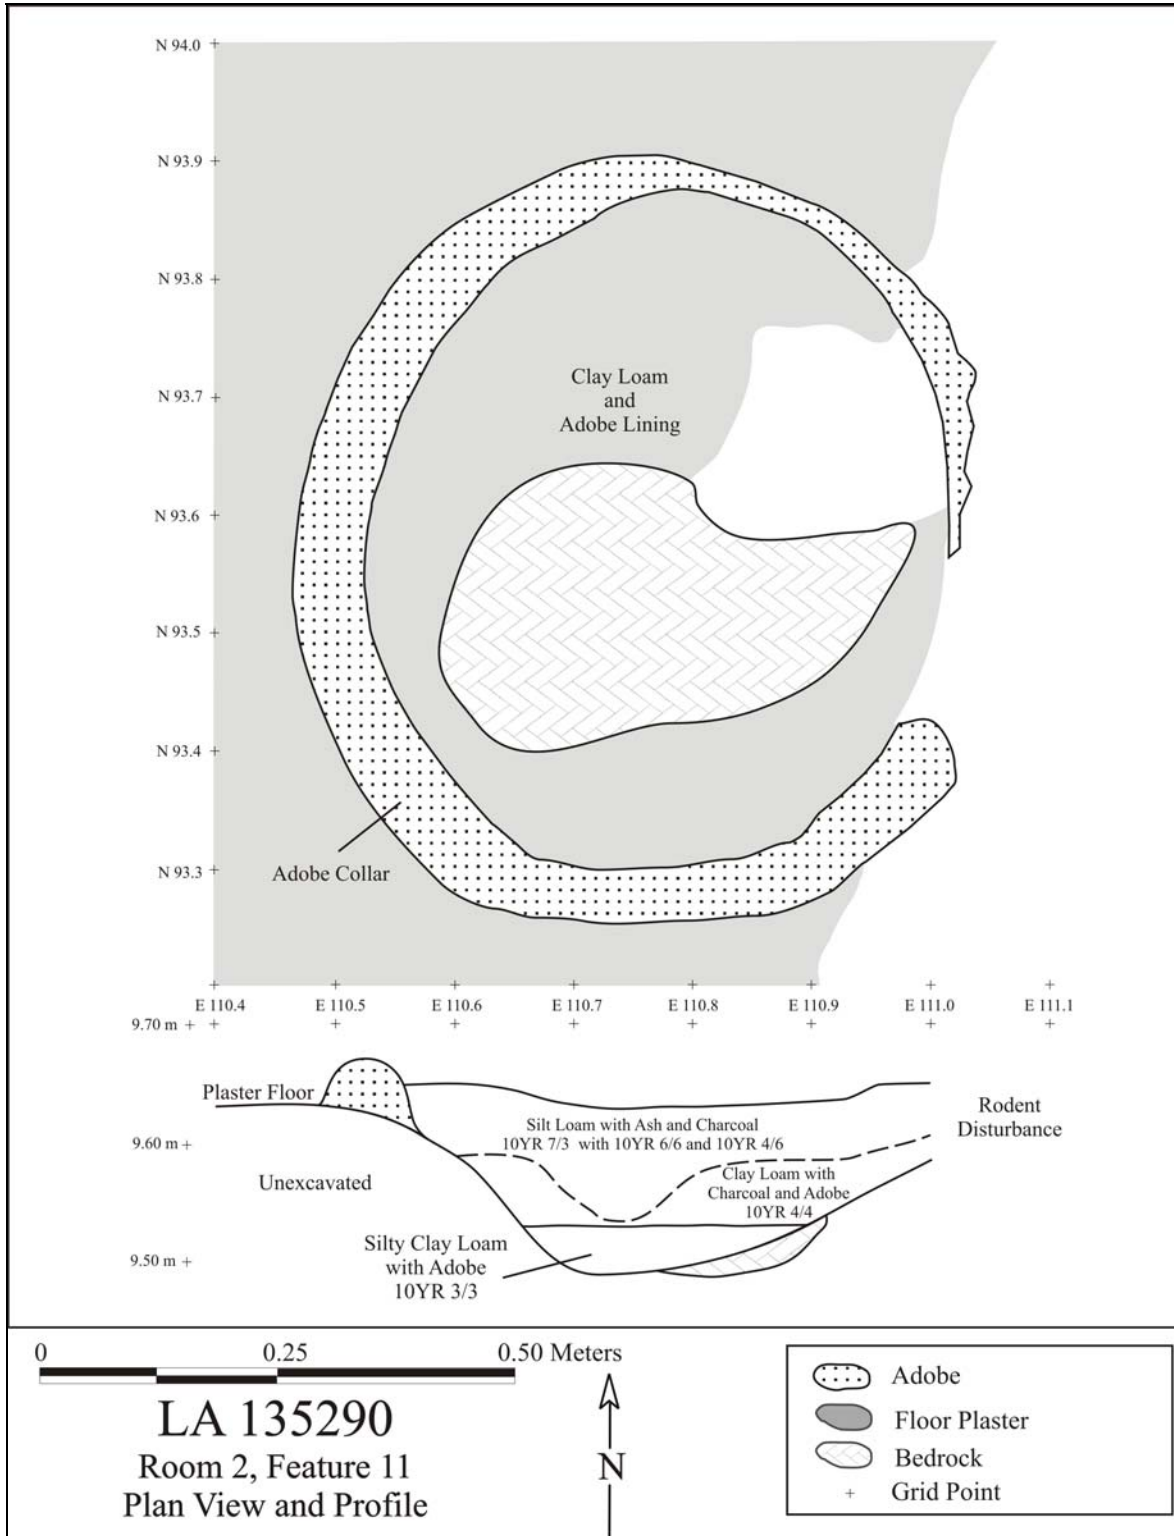 N 94.0
N 93.9
N 93.8
N 93.7
Clay Loam
and
Adobe Lining
N 93.6
N 93.5
N 93.4
N 93.3
Adobe Collar
E 110.4 E 110.5 E 110.6 E 110.7 E 110.8 E 110.9 E 111.0 E 111.1
9.70 m
Plaster Floor
Silt Loam with Ash and Charcoal
10YR 7/3 with 10YR 6/6 and 10YR 4/6
Rodent
Disturbance
9.60 m
Unexcavated
Clay Loam with
Charcoal and Adobe
10YR 4/4
Silty Clay Loam
with Adobe
10YR 3/3
9.50 m
0 0.25 0.50 Meters
LA 135290
Room 2, Feature 11
Plan View and Profile
N
Adobe
Floor Plaster
Bedrock
Grid Point